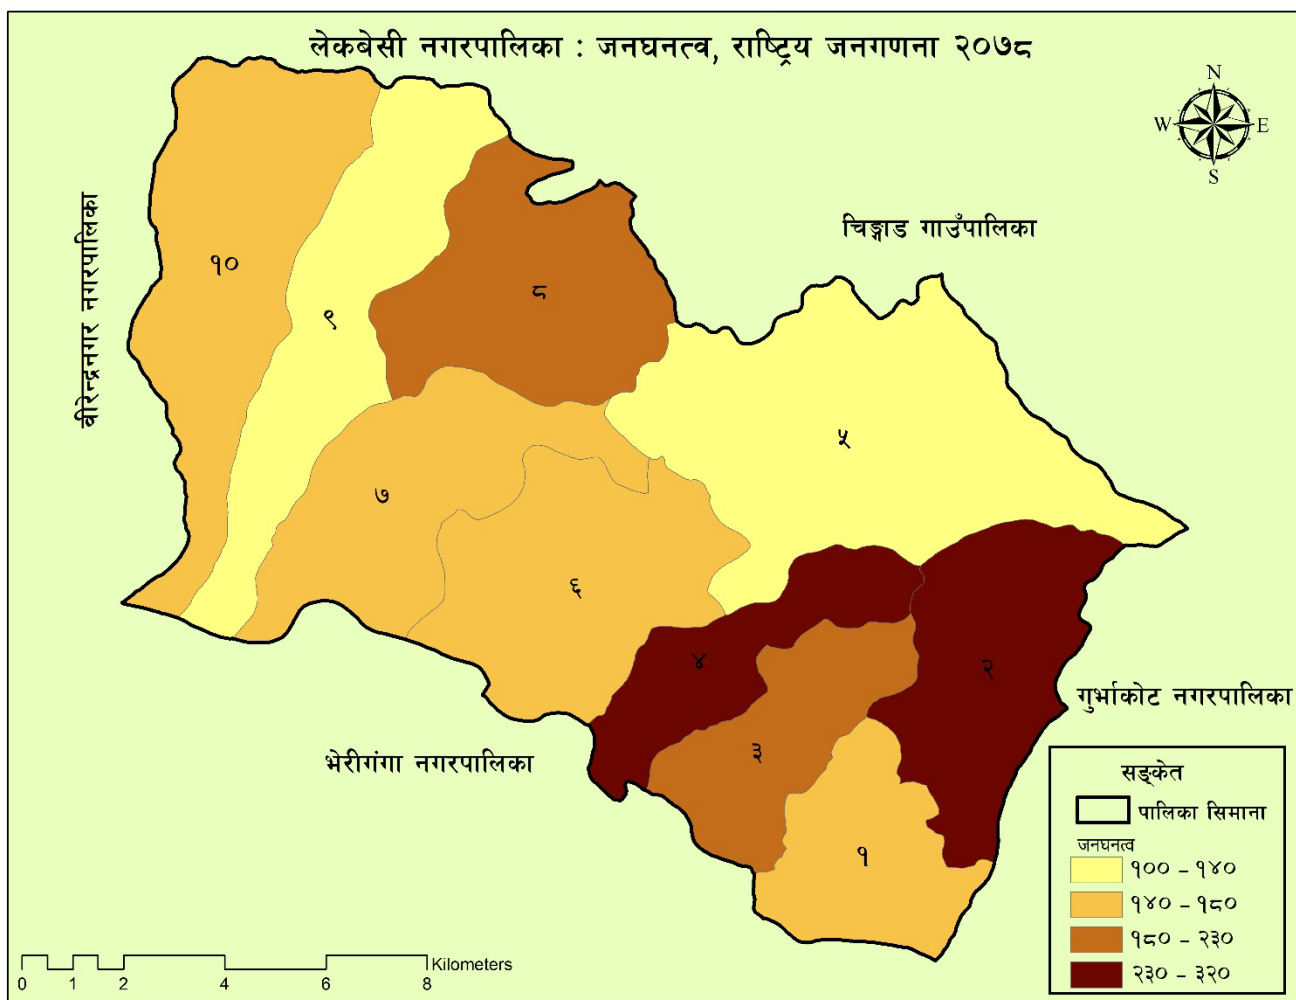 लेकबेसी नगरपालिका : जनघनत्व, राष्ट्रिय जनगणना २०७८
N
W E
S
बीरेन्द्रनगर नगरपालिका
चिङ्गाड गाउँपालिका
१०
८
९
५
७
६
४
२
गुर्भाकोट नगरपालिका
३
भेरीगंगा नगरपालिका
१
सङ्केत
पालिका सिमाना
जनघनत्व
१०० – १४०
१४० – १८०
१८० – २३०
२३० – ३२०
Kilometers
0 1 2 4 6 8